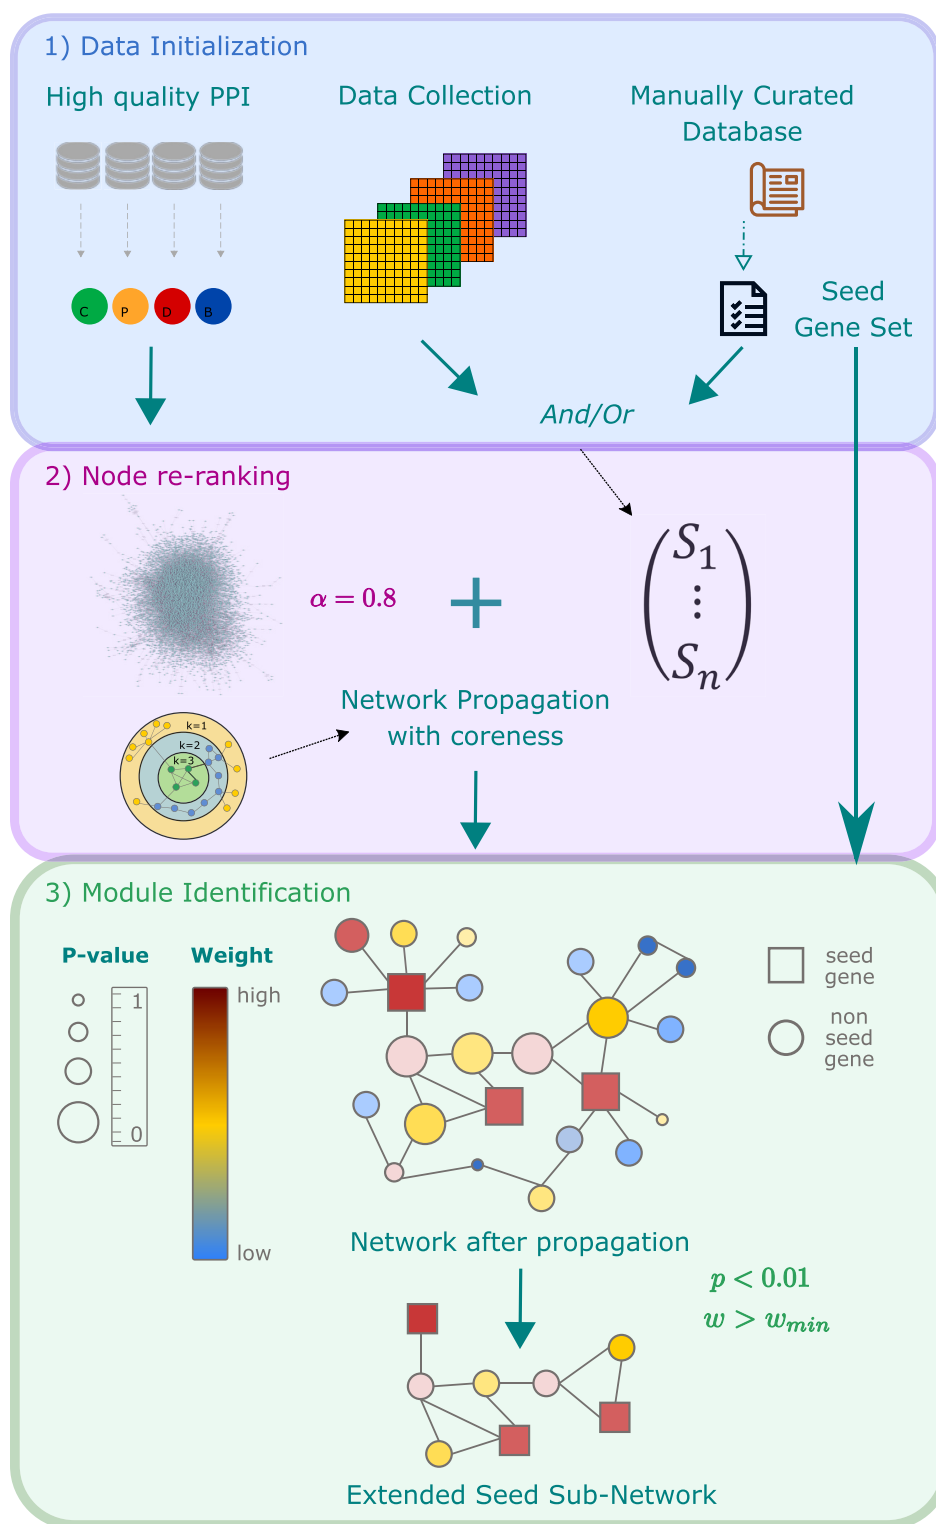 1) Data Initialization
High quality PPI
Data Collection
Manually Curated
Database
C
P
D
B
Seed
Gene Set
And/Or
2) Node re-ranking
α = 0.8
+
S1
⋮
Sn
Network Propagation
with coreness
k=1
k=2
k=3
3) Module Identification
P-value
Weight
1
0
high
low
seed
gene
non
seed
gene
Network after propagation
p < 0.01
w > wmin
Extended Seed Sub-Network